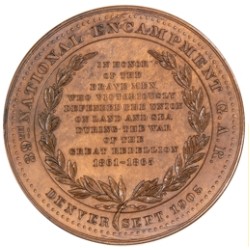 39TH NATIONAL ENCAMPMENT G.A.R.
IN HONOR
OF THE
BRAVE MEN
WHO VICTORIOUSLY
DEFENDED THE UNION
ON LAND AND SEA
DURING THE WAR
OF THE
GREAT REBELLION
1861-1865
DENVER SEPT. 1905